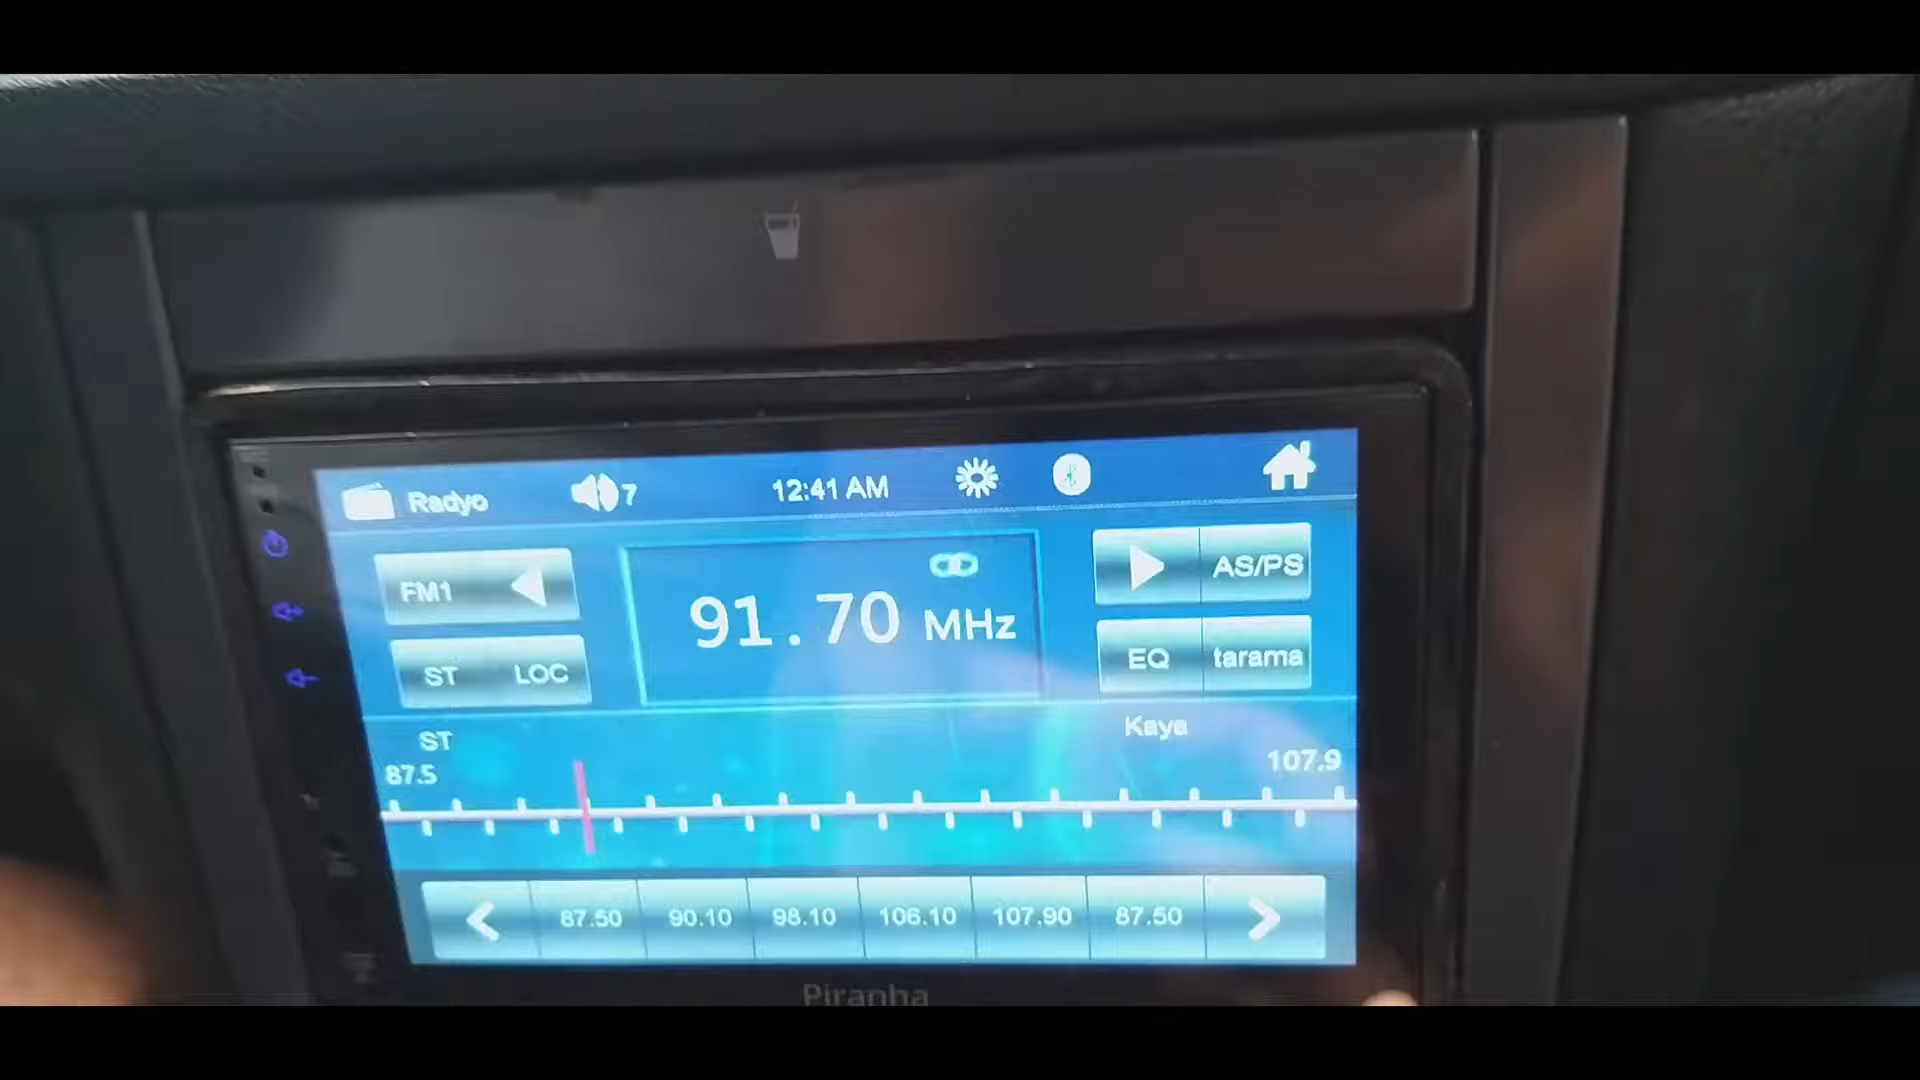 Radyo 7 12:41 AM
FM1 91.70 MHz AS/PS
ST LOC EQ tarama
ST Kaya
87.5 107.9
87.50 90.10 98.10 106.10 107.90 87.50
Piranha